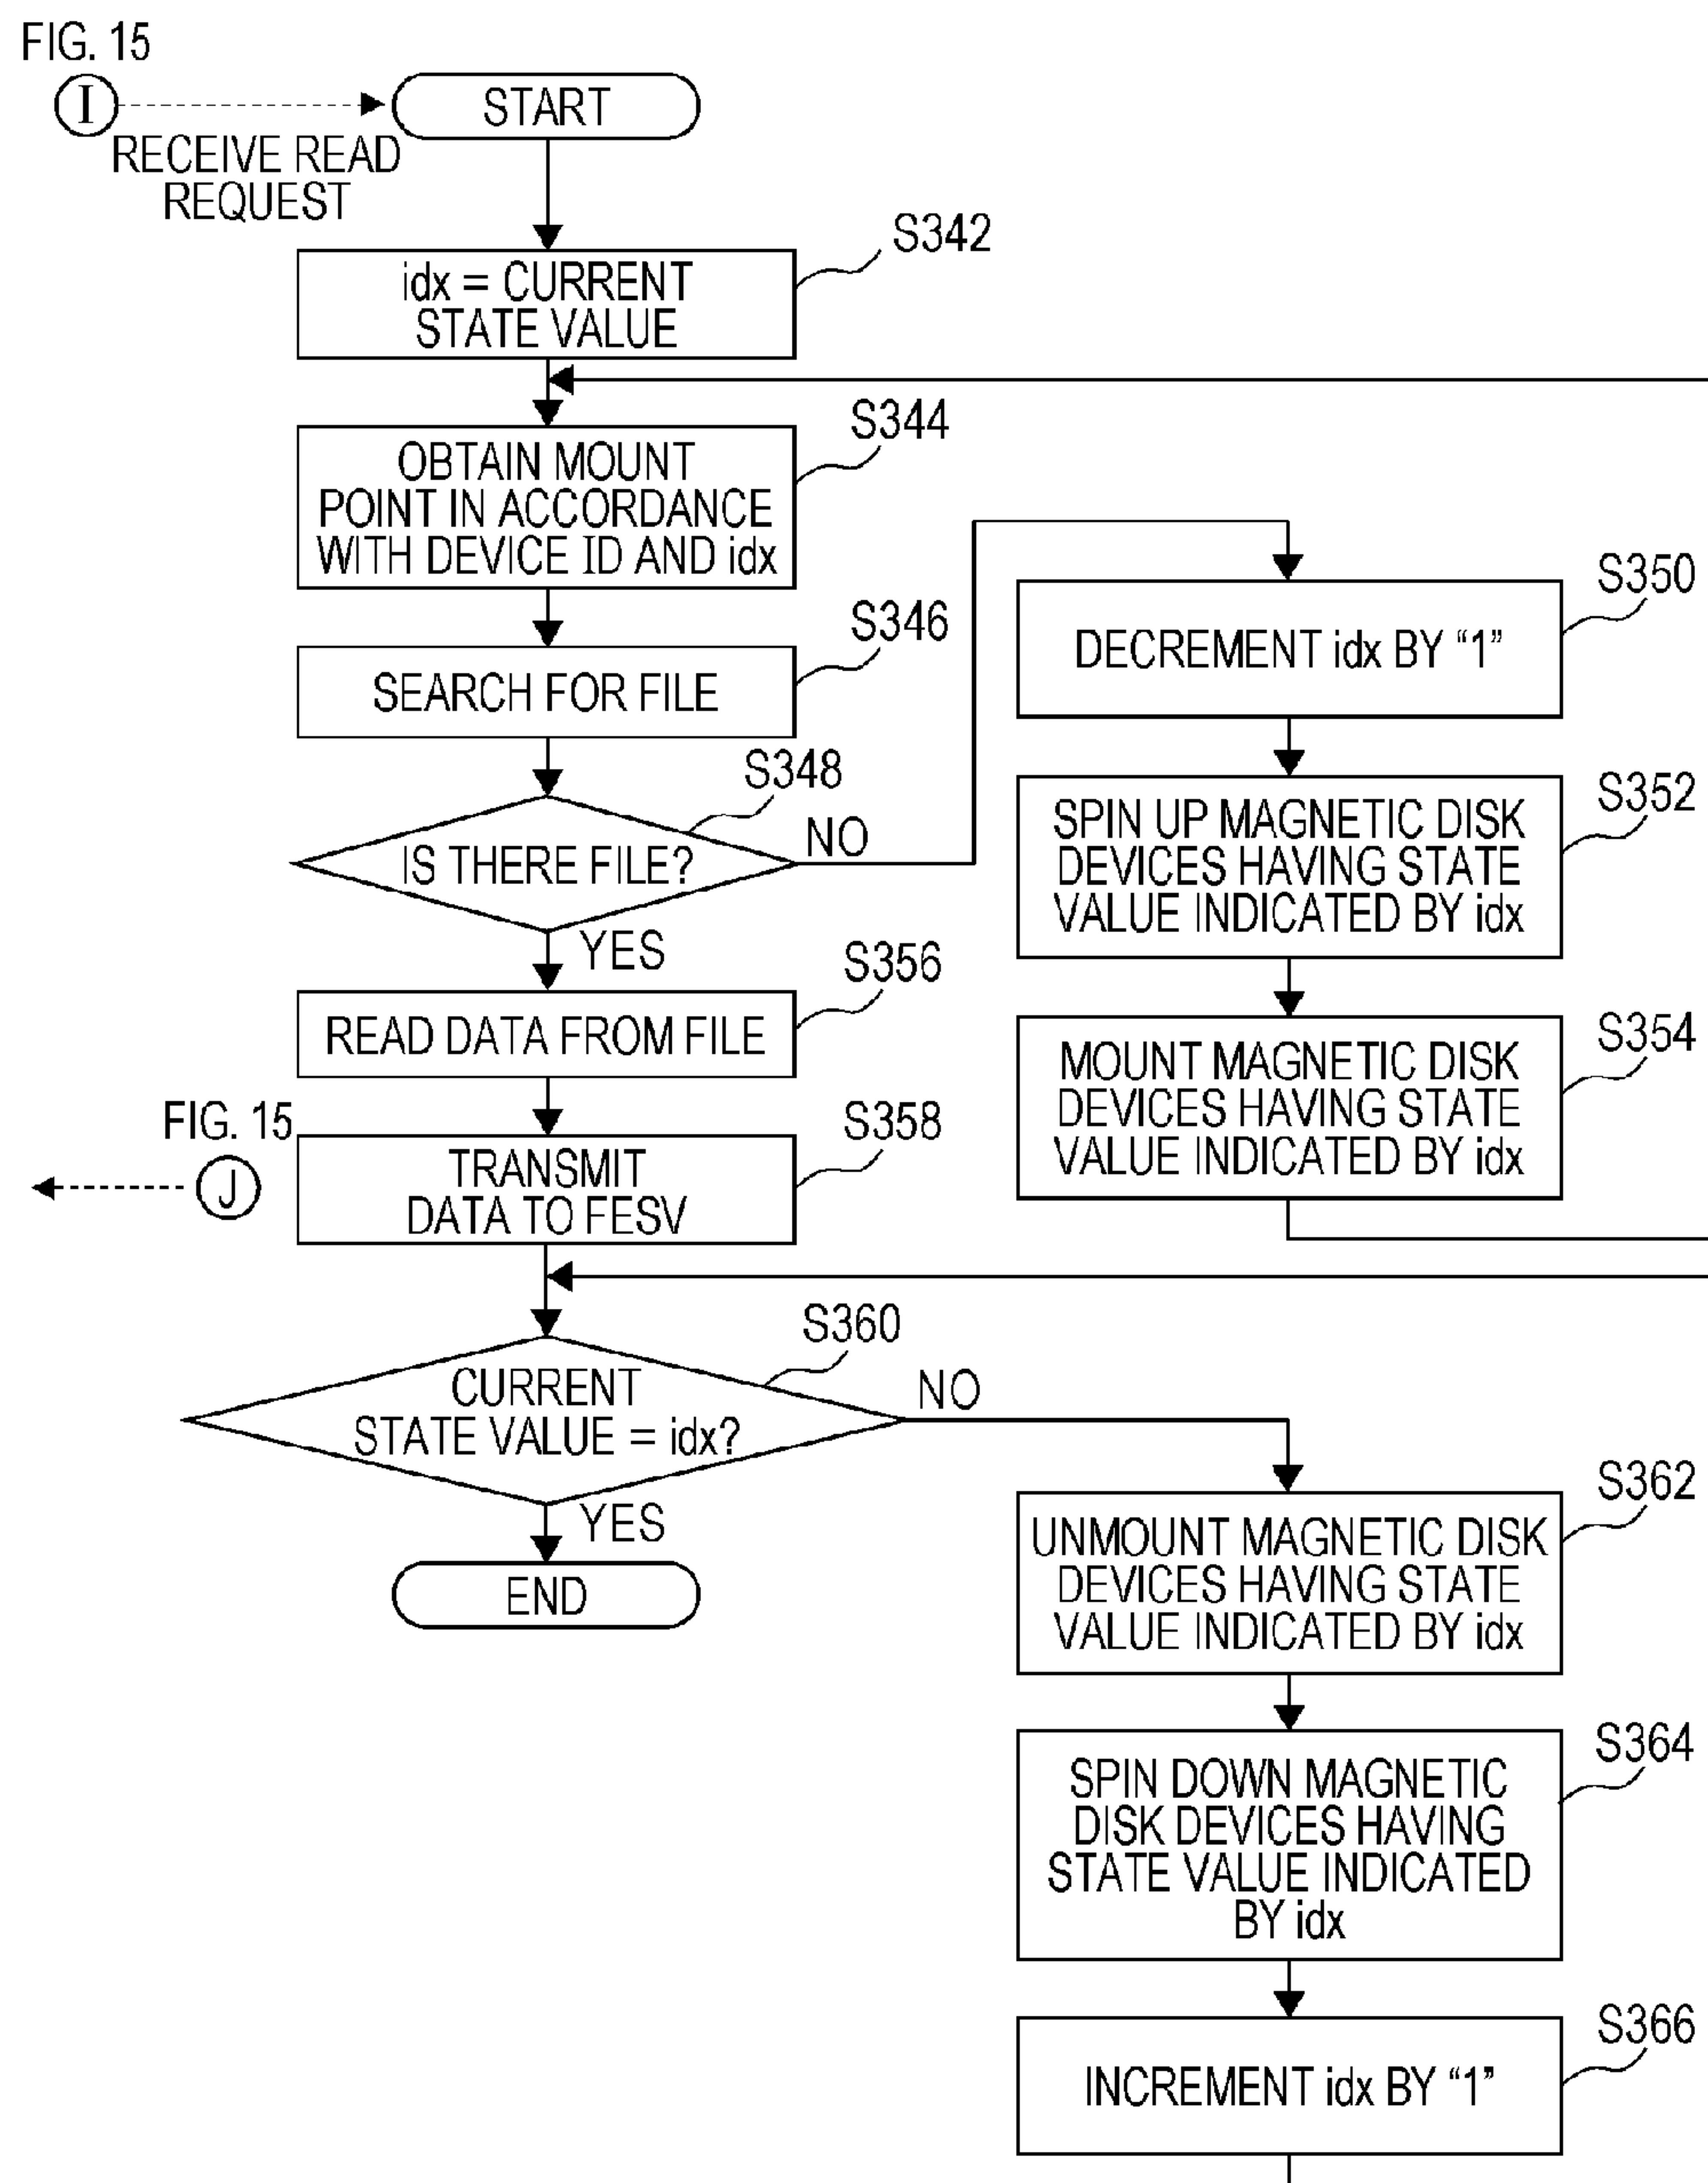 FIG. 15
I
START
RECEIVE READ
REQUEST
S342
idx = CURRENT
STATE VALUE
S344
OBTAIN MOUNT
POINT IN ACCORDANCE
WITH DEVICE ID AND idx
S346
SEARCH FOR FILE
S348
IS THERE FILE?
NO
YES
S350
DECREMENT idx BY “1”
S352
SPIN UP MAGNETIC DISK
DEVICES HAVING STATE
VALUE INDICATED BY idx
S354
MOUNT MAGNETIC DISK
DEVICES HAVING STATE
VALUE INDICATED BY idx
S356
READ DATA FROM FILE
FIG. 15
J
S358
TRANSMIT
DATA TO FESV
S360
CURRENT
STATE VALUE = idx?
NO
YES
END
S362
UNMOUNT MAGNETIC DISK
DEVICES HAVING STATE
VALUE INDICATED BY idx
S364
SPIN DOWN MAGNETIC
DISK DEVICES HAVING
STATE VALUE INDICATED
BY idx
S366
INCREMENT idx BY “1”